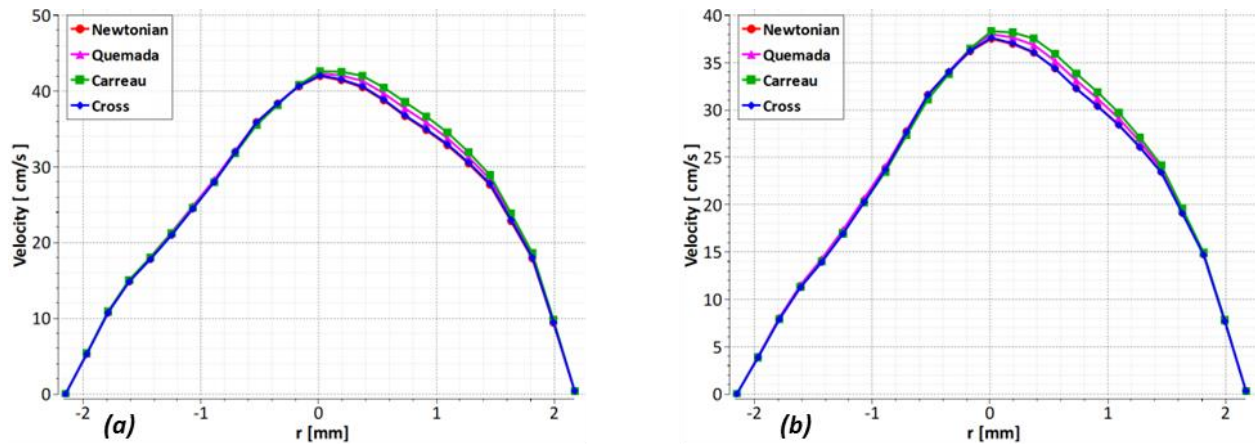 50
40
30
20
10
0
Velocity [ cm/s ]
Newtonian
Quemada
Carreau
Cross
-2
-1
0
1
2
(a)
r [mm]
40
35
30
25
20
15
10
5
0
Velocity [ cm/s ]
Newtonian
Quemada
Carreau
Cross
-2
-1
0
1
2
(b)
r [mm]